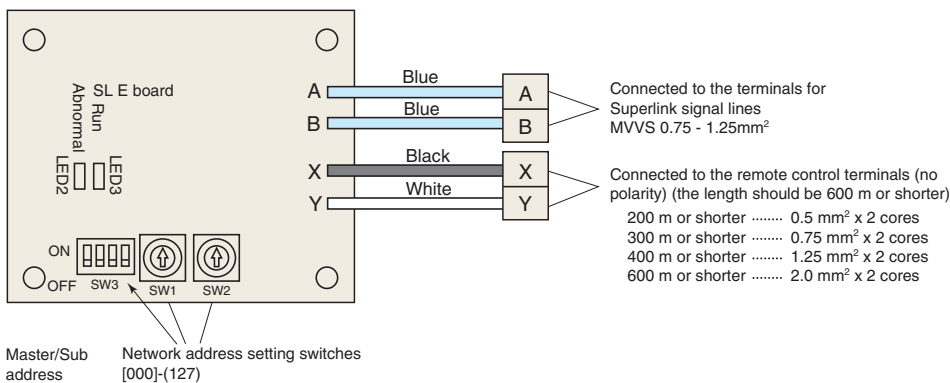 SL E board
Abnormal
Run
LED2
LED3
A
B
X
Y
Blue
Blue
Black
White
A
B
X
Y
Connected to the terminals for
Superlink signal lines
MVVS 0.75 - 1.25mm²
Connected to the remote control terminals (no
polarity) (the length should be 600 m or shorter)
200 m or shorter ........ 0.5 mm² x 2 cores
300 m or shorter ........ 0.75 mm² x 2 cores
400 m or shorter ........ 1.25 mm² x 2 cores
600 m or shorter ........ 2.0 mm² x 2 cores
ON
OFF
SW3
SW1
SW2
Master/Sub
address
Network address setting switches
[000]-(127)